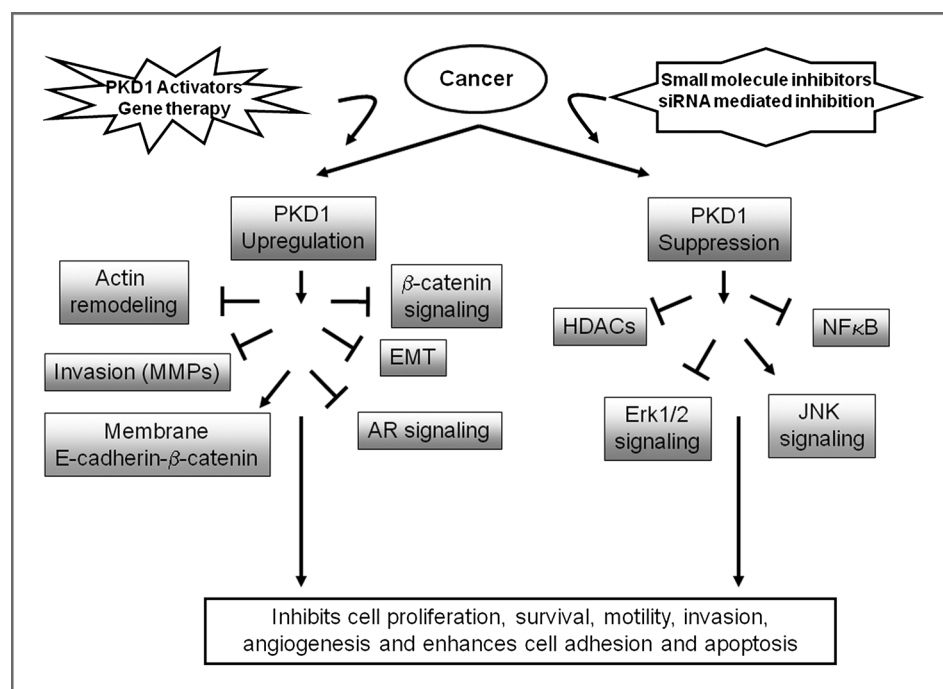 PKD1 Activators
Gene therapy
Cancer
Small molecule inhibitors
siRNA mediated inhibition
PKD1
Upregulation
PKD1
Suppression
Actin
remodeling
β-catenin
signaling
Invasion (MMPs)
EMT
Membrane
E-cadherin-β-catenin
AR signaling
HDACs
NFκB
Erk1/2
signaling
JNK
signaling
Inhibits cell proliferation, survival, motility, invasion,
angiogenesis and enhances cell adhesion and apoptosis